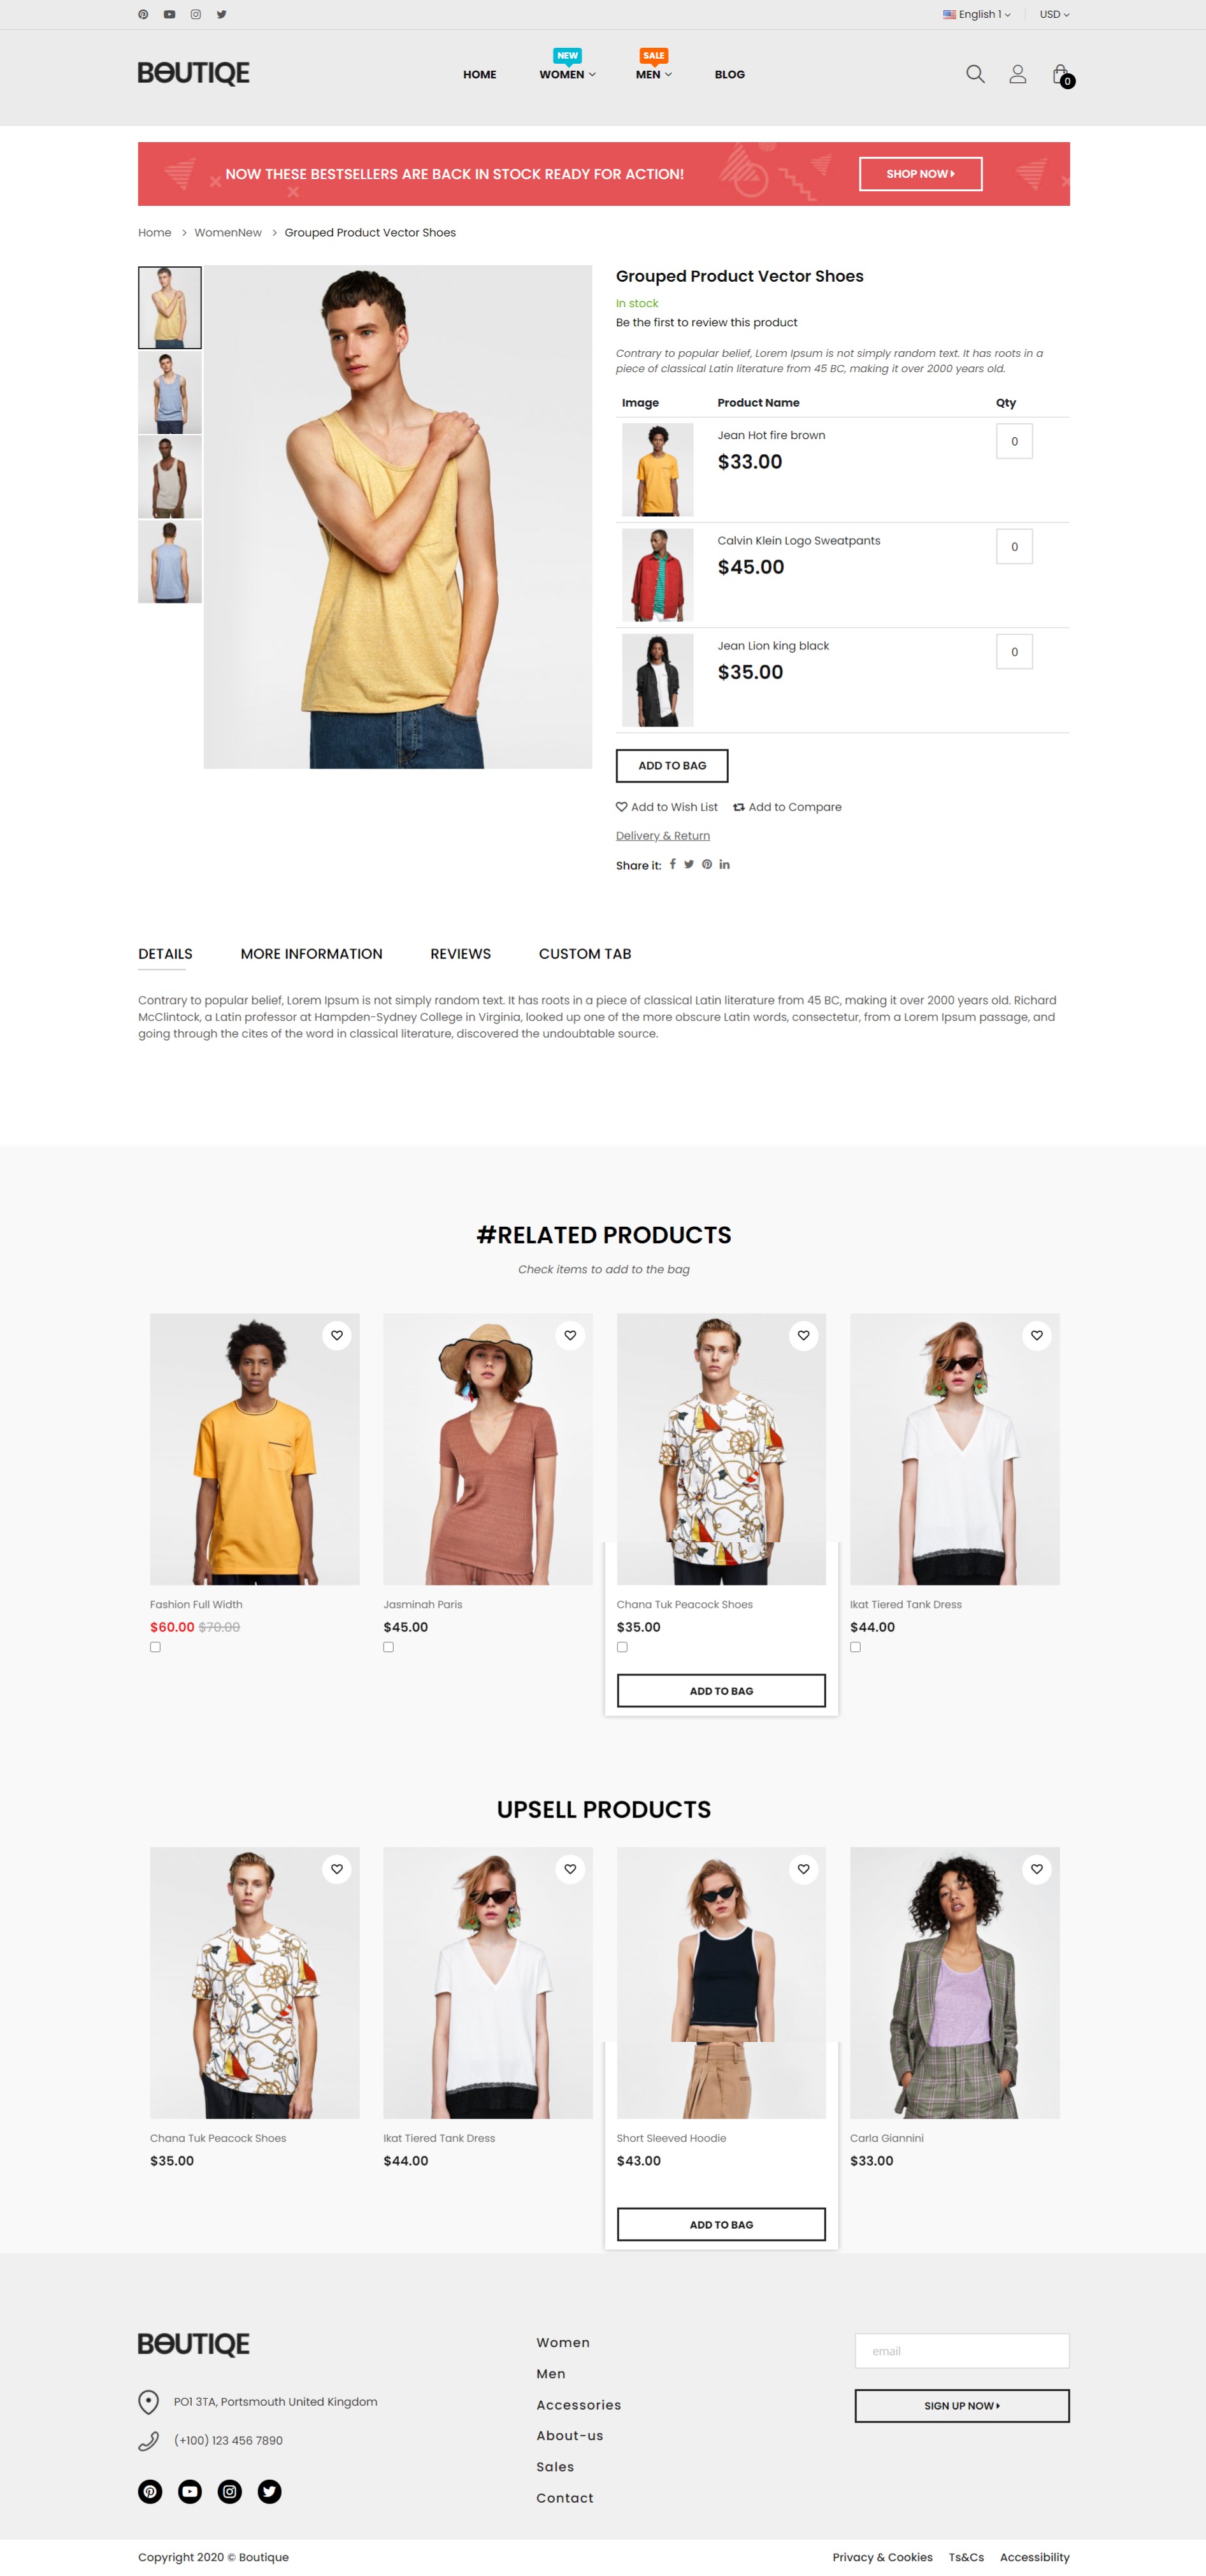 English 1
USD
BOUTIQE
HOME
NEW
WOMEN
SALE
MEN
BLOG
0
NOW THESE BESTSELLERS ARE BACK IN STOCK READY FOR ACTION!
SHOP NOW
Home > WomenNew > Grouped Product Vector Shoes
Grouped Product Vector Shoes
In stock
Be the first to review this product
Contrary to popular belief, Lorem Ipsum is not simply random text. It has roots in a
piece of classical Latin literature from 45 BC, making it over 2000 years old.
Image Product Name Qty
Jean Hot fire brown
$33.00
0
Calvin Klein Logo Sweatpants
$45.00
0
Jean Lion king black
$35.00
0
ADD TO BAG
Add to Wish List Add to Compare
Delivery & Return
Share it:
DETAILS MORE INFORMATION REVIEWS CUSTOM TAB
Contrary to popular belief, Lorem Ipsum is not simply random text. It has roots in a piece of classical Latin literature from 45 BC, making it over 2000 years old. Richard
McClintock, a Latin professor at Hampden-Sydney College in Virginia, looked up one of the more obscure Latin words, consectetur, from a Lorem Ipsum passage, and
going through the cites of the word in classical literature, discovered the undoubtable source.
#RELATED PRODUCTS
Check items to add to the bag
Fashion Full Width
$60.00 $70.00
Jasminah Paris
$45.00
Chana Tuk Peacock Shoes
$35.00
ADD TO BAG
Ikat Tiered Tank Dress
$44.00
UPSELL PRODUCTS
Chana Tuk Peacock Shoes
$35.00
Ikat Tiered Tank Dress
$44.00
Short Sleeved Hoodie
$43.00
ADD TO BAG
Carla Giannini
$33.00
BOUTIQE
PO1 3TA, Portsmouth United Kingdom
(+100) 123 456 7890
Women
Men
Accessories
About-us
Sales
Contact
email
SIGN UP NOW
Copyright 2020 © Boutique
Privacy & Cookies Ts&Cs Accessibility